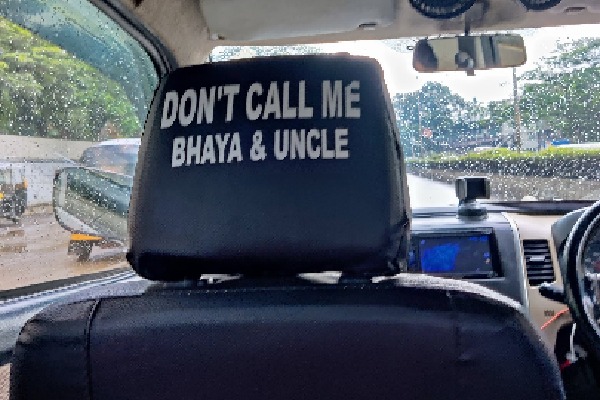 DON'T CALL ME
BHAYA & UNCLE